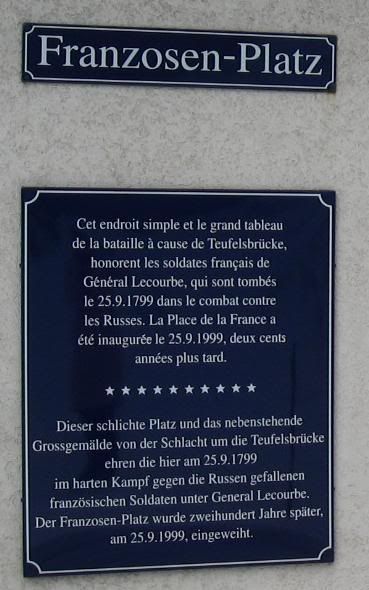 Franzosen-Platz
Cet endroit simple et le grand tableau
de la bataille à cause de Teufelsbrücke,
honorent les soldates français de
Général Lecourbe, qui sont tombés
le 25.9.1799 dans le combat contre
les Russes. La Place de la France a
été inaugurée le 25.9.1999, deux cents
années plus tard.
★ ★ ★ ★ ★ ★ ★ ★ ★ ★
Dieser schlichte Platz und das nebenstehende
Grossgemälde von der Schlacht um die Teufelsbrücke
ehren die hier am 25.9.1799
im harten Kampf gegen die Russen gefallenen
französischen Soldaten unter General Lecourbe.
Der Franzosen-Platz wurde zweihundert Jahre später,
am 25.9.1999, eingeweiht.